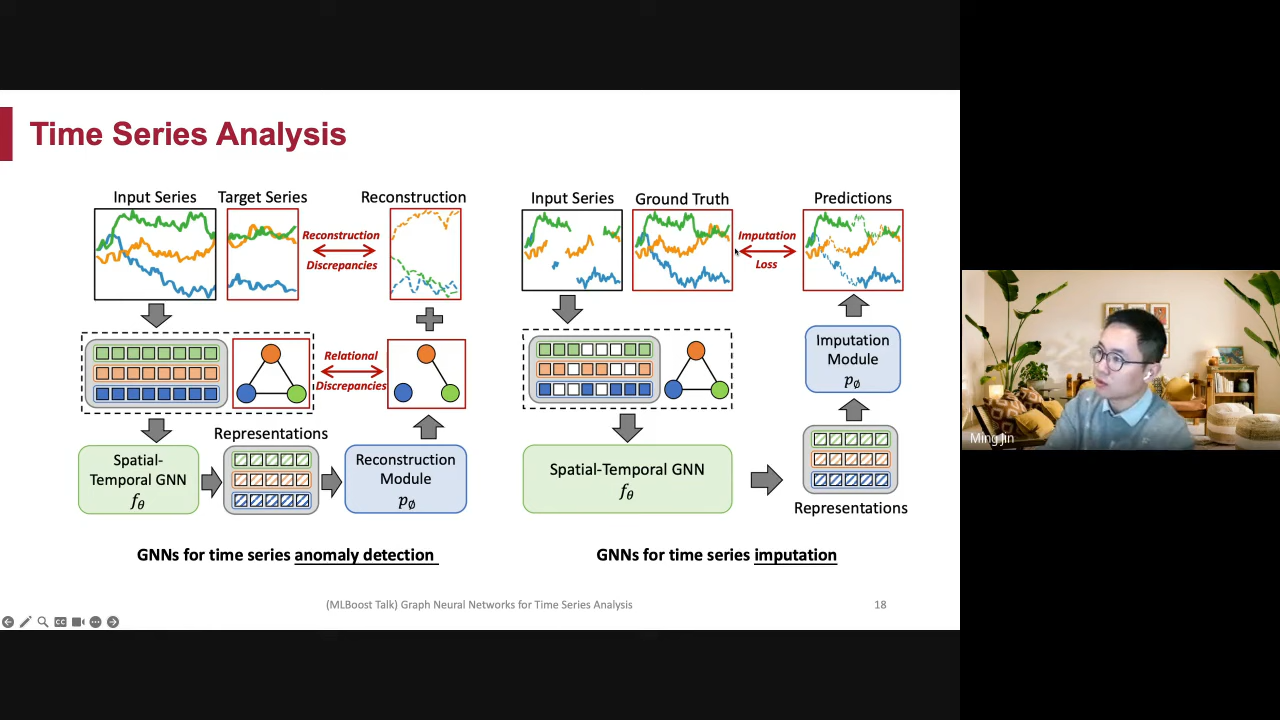 Time Series Analysis
Input Series
Target Series
Reconstruction
Reconstruction
Discrepancies
Relational
Discrepancies
Representations
Spatial-
Temporal GNN
fθ
Reconstruction
Module
p∅
GNNs for time series anomaly detection
Input Series
Ground Truth
Predictions
Imputation
Loss
Imputation
Module
p∅
Spatial-Temporal GNN
fθ
Representations
GNNs for time series imputation
(MLBoost Talk) Graph Neural Networks for Time Series Analysis
18
CC
Ming Jin